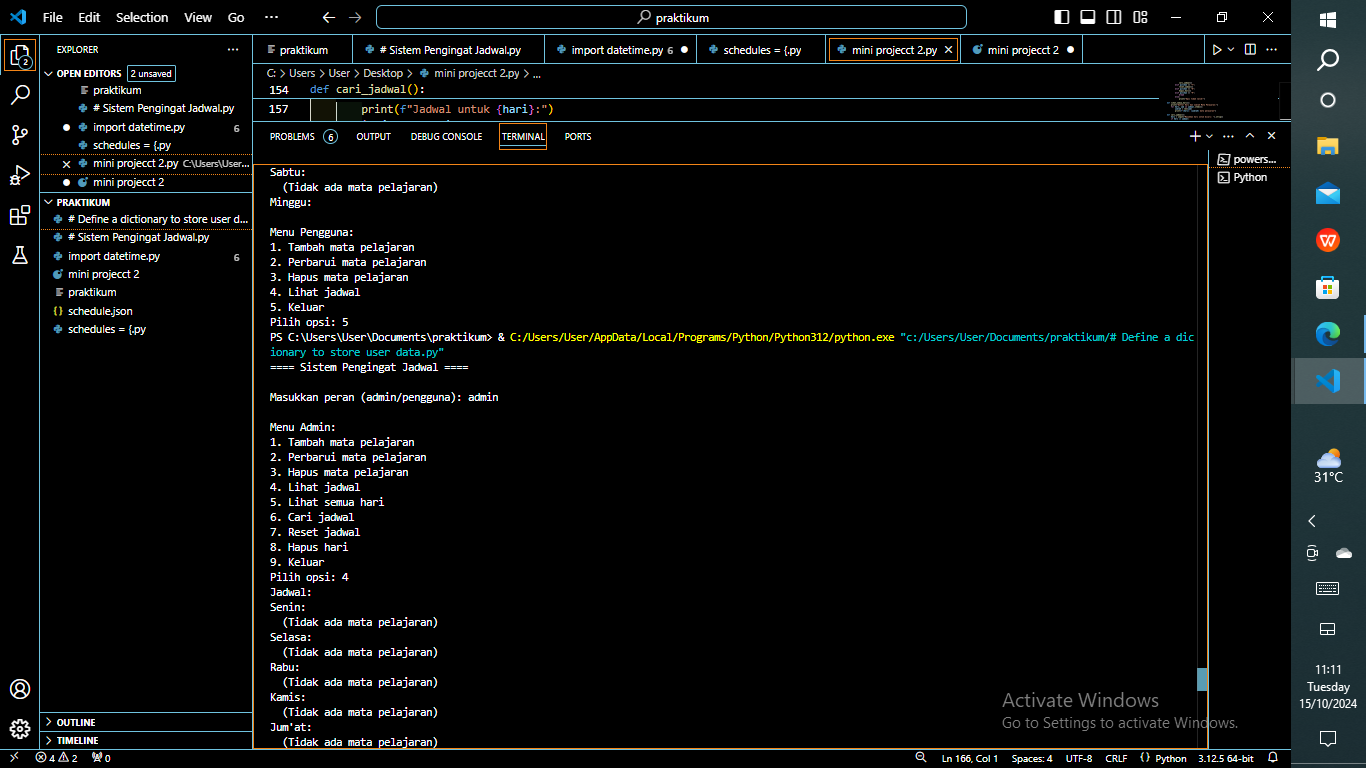 File Edit Selection View Go ··· praktikum
EXPLORER ···
OPEN EDITORS 2 unsaved
praktikum
# Sistem Pengingat Jadwal.py
import datetime.py 6
schedules = {.py
mini projecct 2.py C:\Users\User...
mini projecct 2
PRAKTIKUM
# Define a dictionary to store user d...
# Sistem Pengingat Jadwal.py
import datetime.py 6
mini projecct 2
praktikum
schedule.json
schedules = {.py
OUTLINE
TIMELINE
praktikum # Sistem Pengingat Jadwal.py import datetime.py 6 schedules = {.py mini projecct 2.py mini projecct 2
C: > Users > User > Desktop > mini projecct 2.py > ...
154 def cari_jadwal():
157 print(f"Jadwal untuk {hari}:")
PROBLEMS 6 OUTPUT DEBUG CONSOLE TERMINAL PORTS
powers...
Python
Sabtu:
(Tidak ada mata pelajaran)
Minggu:
Menu Pengguna:
1. Tambah mata pelajaran
2. Perbarui mata pelajaran
3. Hapus mata pelajaran
4. Lihat jadwal
5. Keluar
Pilih opsi: 5
PS C:\Users\User\Documents\praktikum> & C:/Users/User/AppData/Local/Programs/Python/Python312/python.exe "c:/Users/User/Documents/praktikum/# Define a dic
ionary to store user data.py"
==== Sistem Pengingat Jadwal ====
Masukkan peran (admin/pengguna): admin
Menu Admin:
1. Tambah mata pelajaran
2. Perbarui mata pelajaran
3. Hapus mata pelajaran
4. Lihat jadwal
5. Lihat semua hari
6. Cari jadwal
7. Reset jadwal
8. Hapus hari
9. Keluar
Pilih opsi: 4
Jadwal:
Senin:
(Tidak ada mata pelajaran)
Selasa:
(Tidak ada mata pelajaran)
Rabu:
(Tidak ada mata pelajaran)
Kamis:
(Tidak ada mata pelajaran)
Jum'at:
(Tidak ada mata pelajaran)
Activate Windows
Go to Settings to activate Windows.
4 2 0 Ln 166, Col 1 Spaces: 4 UTF-8 CRLF {} Python 3.12.5 64-bit
31°C
11:11
Tuesday
15/10/2024